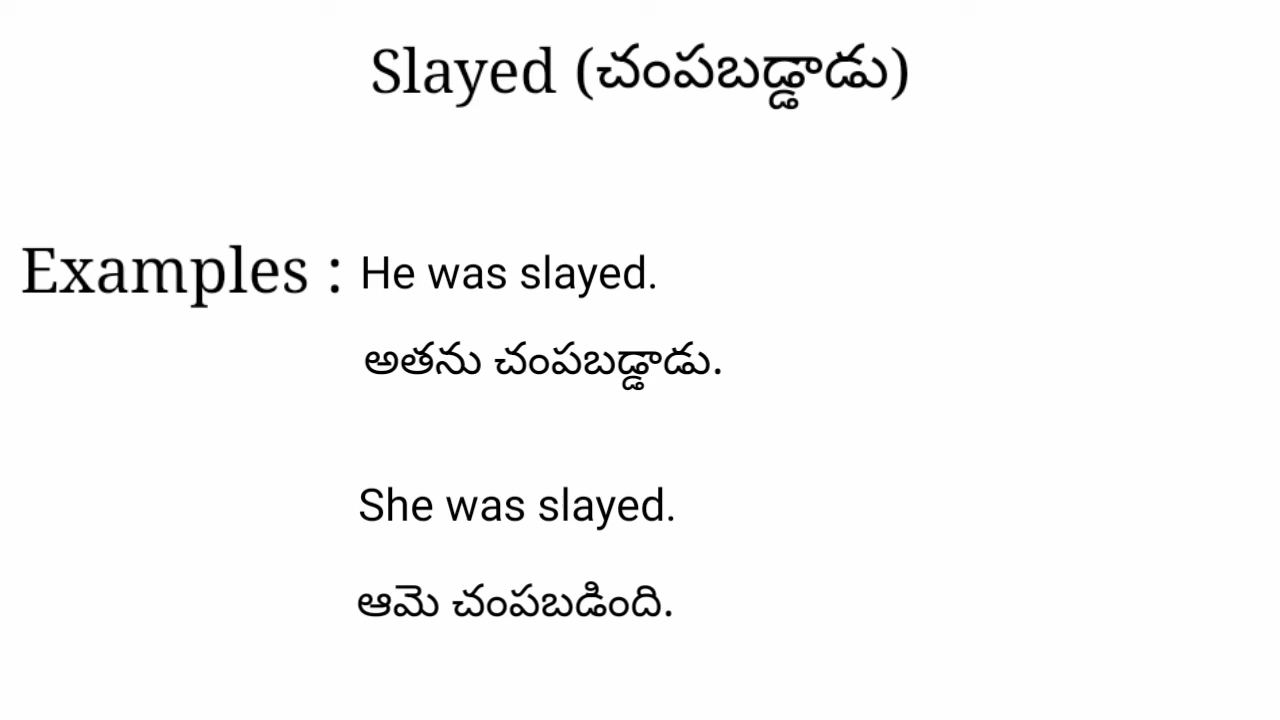 Slayed (చంపబడ్డాడు)
Examples : He was slayed.
అతను చంపబడ్డాడు.
She was slayed.
ఆమె చంపబడింది.